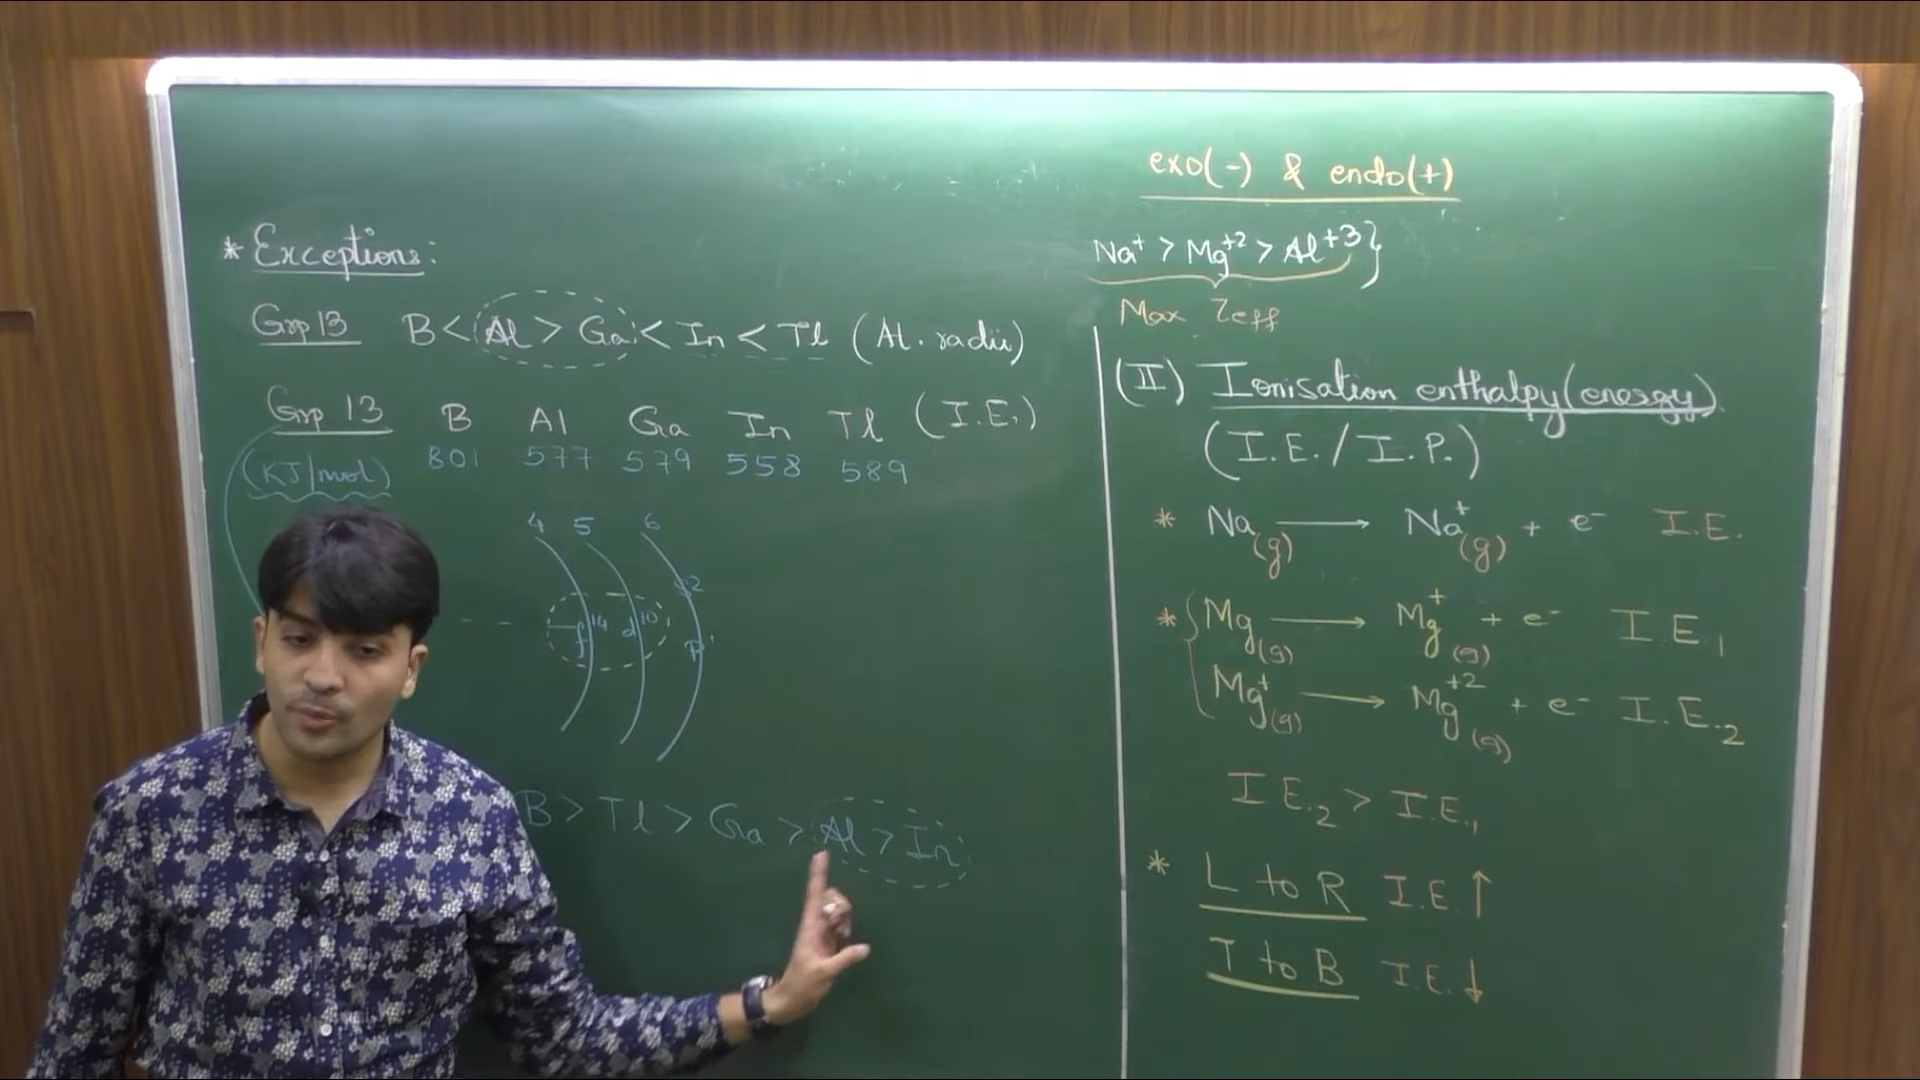 * Exceptions:
Grp 13 B < Al > Ga < In < Tl (At. radii)
Grp 13 B Al Ga In Tl (I.E.₁)
(KJ/mol) 801 577 579 558 589
4 5 6
s2
f14 d10
p1
B > Tl > Ga > Al > In
exo(-) & endo(+)
Na⁺ > Mg⁺² > Al⁺³}
Max Zeff
(II) Ionisation enthalpy (energy)
(I.E. / I.P.)
* Na(g) ⟶ Na⁺(g) + e⁻ I.E.
* { Mg(g) ⟶ Mg⁺(g) + e⁻ I.E.₁
Mg⁺(g) ⟶ Mg⁺²(g) + e⁻ I.E.₂
I.E.₂ > I.E.₁
* L to R I.E. ↑
T to B I.E. ↓